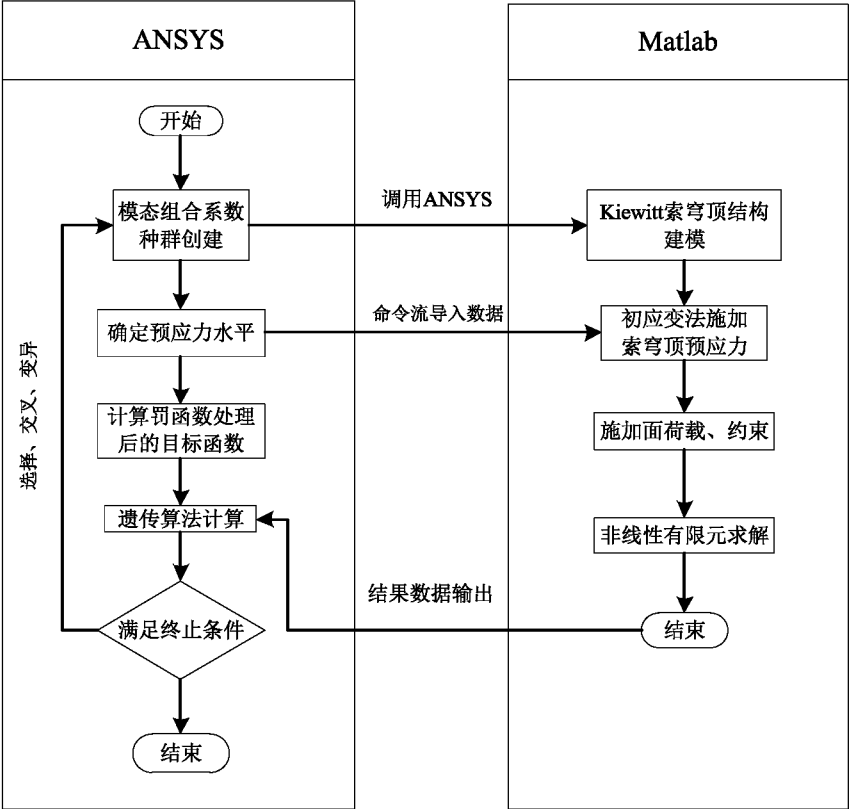 ANSYS
Matlab
开始
模态组合系数
种群创建
调用ANSYS
Kiewitt索穹顶结构
建模
确定预应力水平
命令流导入数据
初应变法施加
索穹顶预应力
选择、交叉、变异
计算罚函数处理
后的目标函数
施加面荷载、约束
遗传算法计算
非线性有限元求解
结果数据输出
满足终止条件
结束
结束